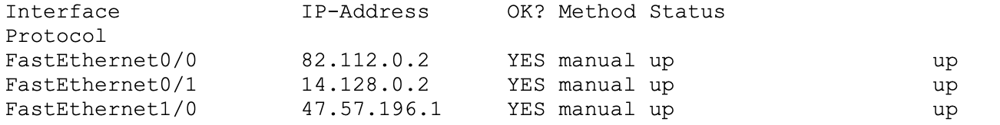 Interface              IP-Address      OK? Method Status
Protocol
FastEthernet0/0        82.112.0.2      YES manual up                    up
FastEthernet0/1        14.128.0.2      YES manual up                    up
FastEthernet1/0        47.57.196.1     YES manual up                    up